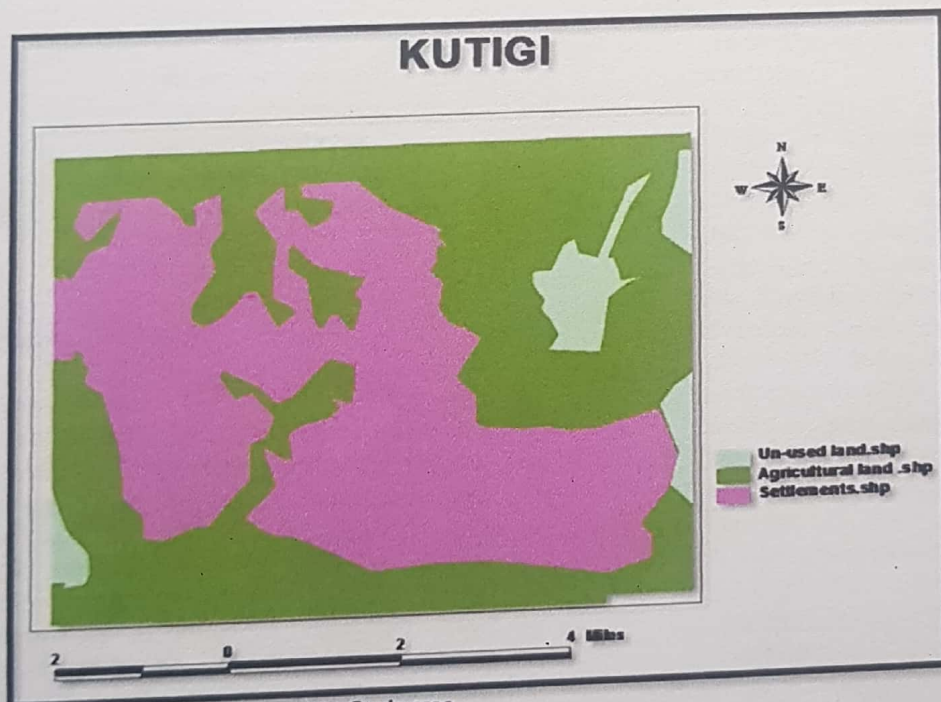 KUTIGI
N
W E
S
Un-used land.shp
Agricultural land .shp
Settlements.shp
2 0 2 4 Miles